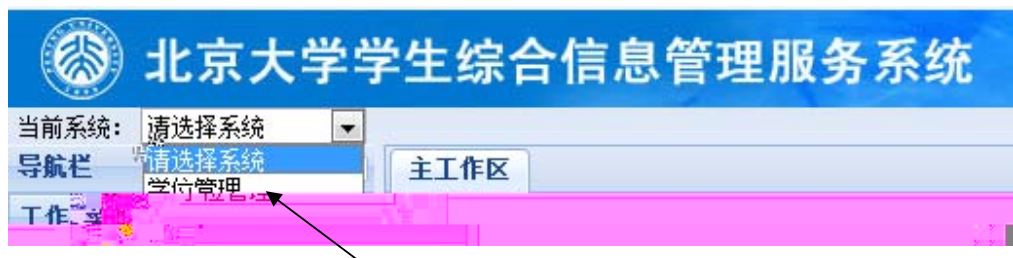 北京大学学生综合信息管理服务系统
当前系统： 请选择系统
导航栏 请选择系统 主工作区
学位管理
工作